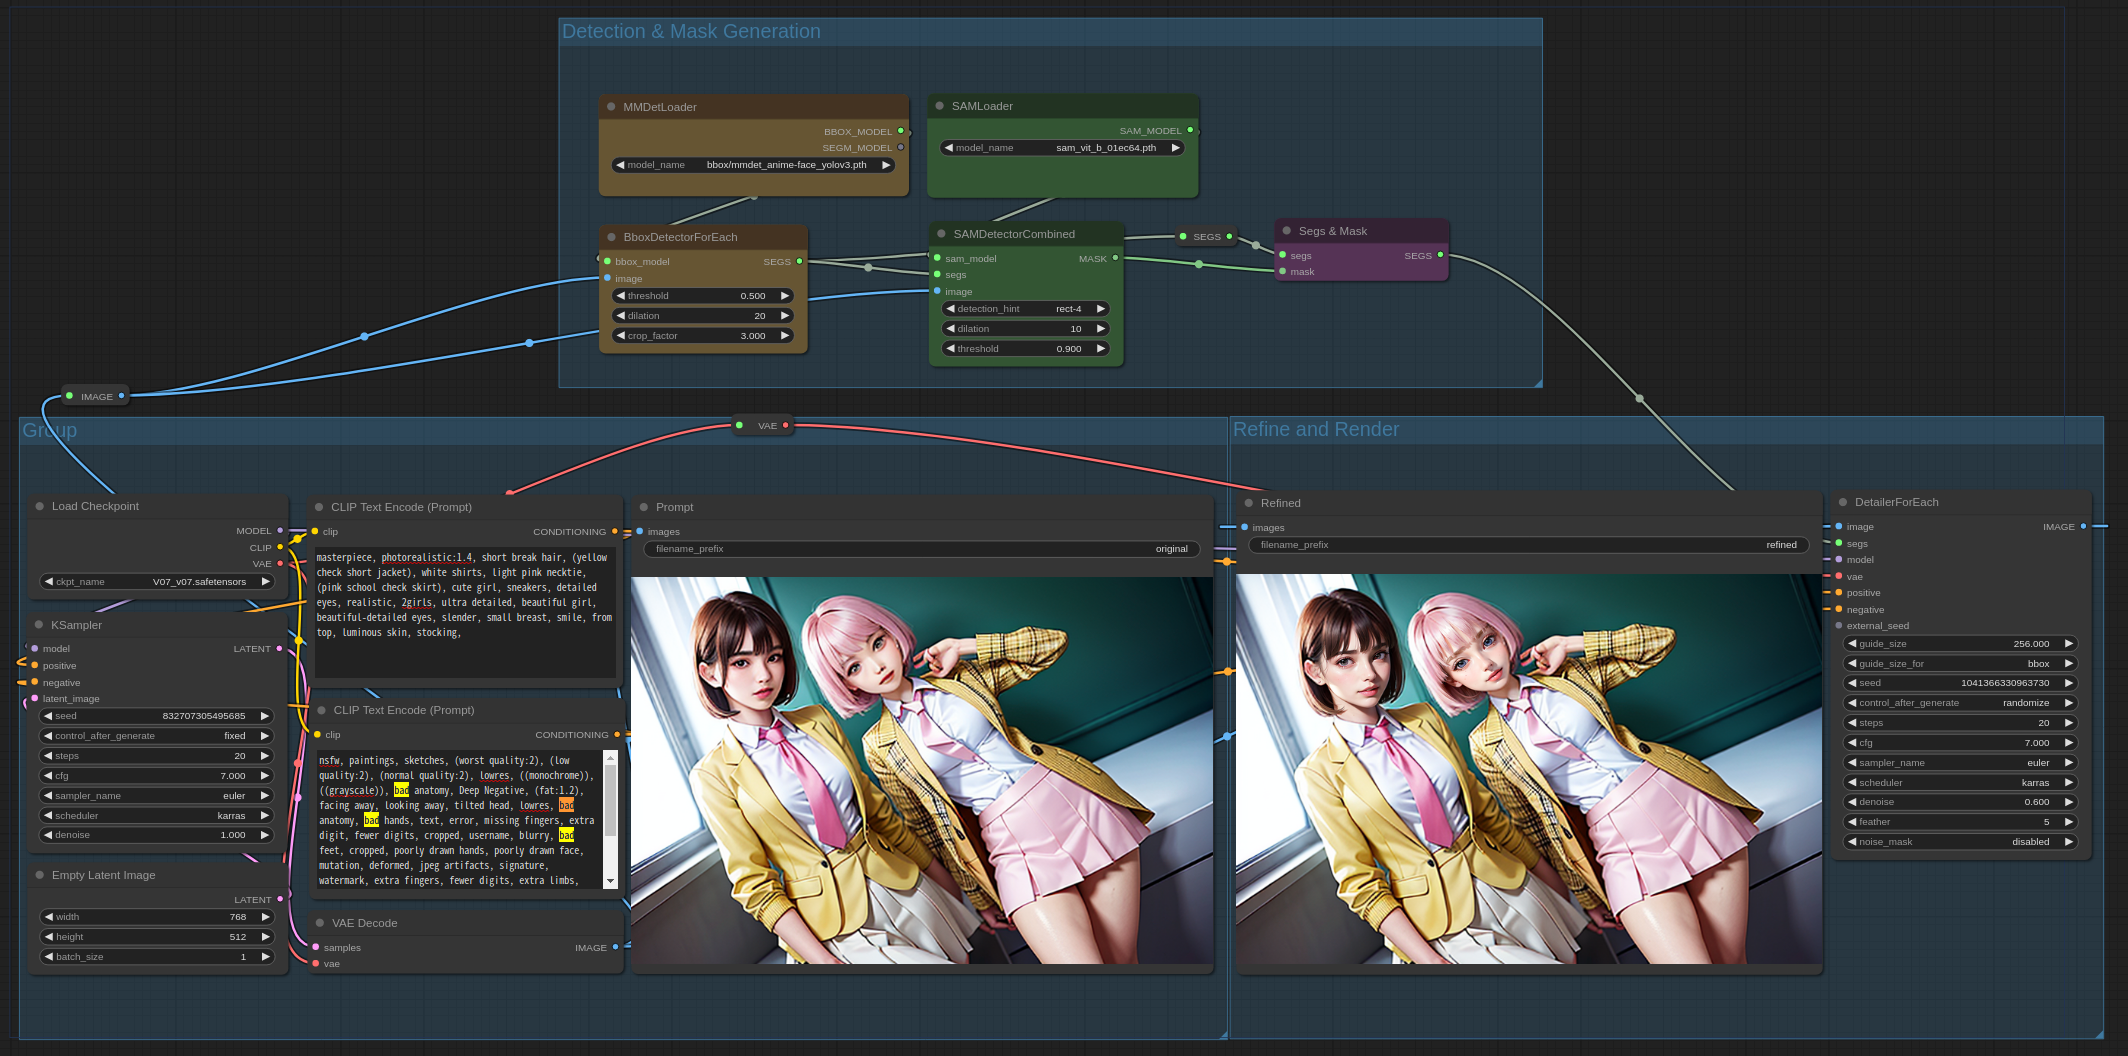 Detection & Mask Generation
MMDetLoader
BBOX_MODEL
SEGM_MODEL
model_name bbox/mmdet_anime-face_yolov3.pth
SAMLoader
SAM_MODEL
model_name sam_vit_b_01ec64.pth
BboxDetectorForEach
bbox_model SEGS
image
threshold 0.500
dilation 20
crop_factor 3.000
SAMDetectorCombined
sam_model MASK
segs
image
detection_hint rect-4
dilation 10
threshold 0.900
SEGS
Segs & Mask
segs SEGS
mask
IMAGE
VAE
Group
Load Checkpoint
MODEL
CLIP
VAE
ckpt_name V07_v07.safetensors
KSampler
model LATENT
positive
negative
latent_image
seed 832707305495685
control_after_generate fixed
steps 20
cfg 7.000
sampler_name euler
scheduler karras
denoise 1.000
Empty Latent Image
LATENT
width 768
height 512
batch_size 1
CLIP Text Encode (Prompt)
clip CONDITIONING
masterpiece, photorealistic:1.4, short break hair, (yellow
check short jacket), white shirts, light pink necktie,
(pink school check skirt), cute girl, sneakers, detailed
eyes, realistic, 2girls, ultra detailed, beautiful girl,
beautiful-detailed eyes, slender, small breast, smile, from
top, luminous skin, stocking,
CLIP Text Encode (Prompt)
clip CONDITIONING
nsfw, paintings, sketches, (worst quality:2), (low
quality:2), (normal quality:2), lowres, ((monochrome)),
((grayscale)), bad anatomy, Deep Negative, (fat:1.2),
facing away, looking away, tilted head, lowres, bad
anatomy, bad hands, text, error, missing fingers, extra
digit, fewer digits, cropped, username, blurry, bad
feet, cropped, poorly drawn hands, poorly drawn face,
mutation, deformed, jpeg artifacts, signature,
watermark, extra fingers, fewer digits, extra limbs,
VAE Decode
samples IMAGE
vae
Prompt
images
filename_prefix original
Refine and Render
Refined
images
filename_prefix refined
DetailerForEach
image IMAGE
segs
model
vae
positive
negative
external_seed
guide_size 256.000
guide_size_for bbox
seed 1041366330963730
control_after_generate randomize
steps 20
cfg 7.000
sampler_name euler
scheduler karras
denoise 0.600
feather 5
noise_mask disabled